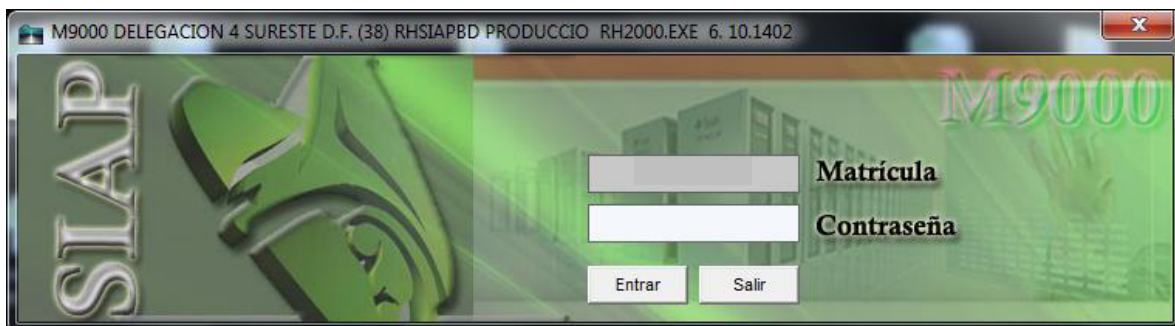 M9000 DELEGACION 4 SURESTE D.F. (38) RHSIAPBD PRODUCCIO RH2000.EXE 6. 10.1402
SIAP
M9000
Matrícula
Contraseña
Entrar Salir